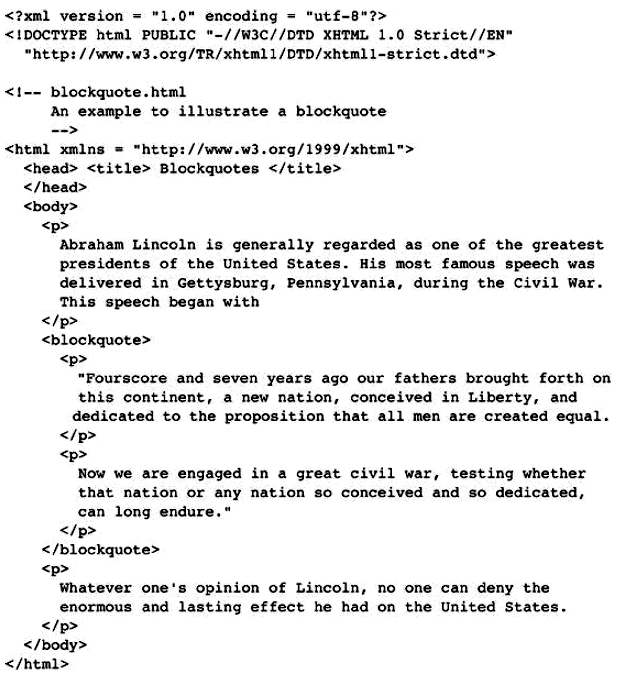 <?xml version = "1.0" encoding = "utf-8"?>
<!DOCTYPE html PUBLIC "-//W3C//DTD XHTML 1.0 Strict//EN"
"http://www.w3.org/TR/xhtml1/DTD/xhtml1-strict.dtd">
<!-- blockquote.html
An example to illustrate a blockquote
-->
<html xmlns = "http://www.w3.org/1999/xhtml">
<head> <title> Blockquotes </title>
</head>
<body>
<p>
Abraham Lincoln is generally regarded as one of the greatest
presidents of the United States. His most famous speech was
delivered in Gettysburg, Pennsylvania, during the Civil War.
This speech began with
</p>
<blockquote>
<p>
"Fourscore and seven years ago our fathers brought forth on
this continent, a new nation, conceived in Liberty, and
dedicated to the proposition that all men are created equal.
</p>
<p>
Now we are engaged in a great civil war, testing whether
that nation or any nation so conceived and so dedicated,
can long endure."
</p>
</blockquote>
<p>
Whatever one's opinion of Lincoln, no one can deny the
enormous and lasting effect he had on the United States.
</p>
</body>
</html>